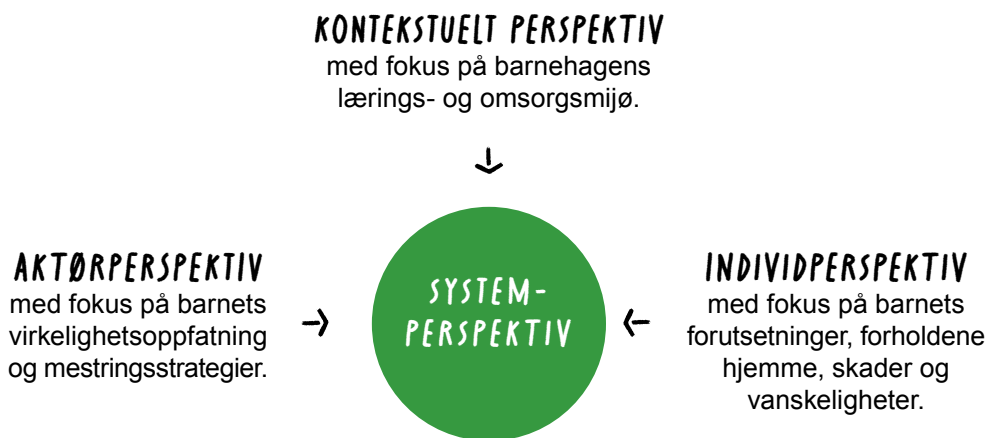 KONTEKSTUELT PERSPEKTIV
med fokus på barnehagens
lærings- og omsorgsmijø.
AKTØRPERSPEKTIV
med fokus på barnets
virkelighetsoppfatning
og mestringsstrategier.
SYSTEM-
PERSPEKTIV
INDIVIDPERSPEKTIV
med fokus på barnets
forutsetninger, forholdene
hjemme, skader og
vanskeligheter.